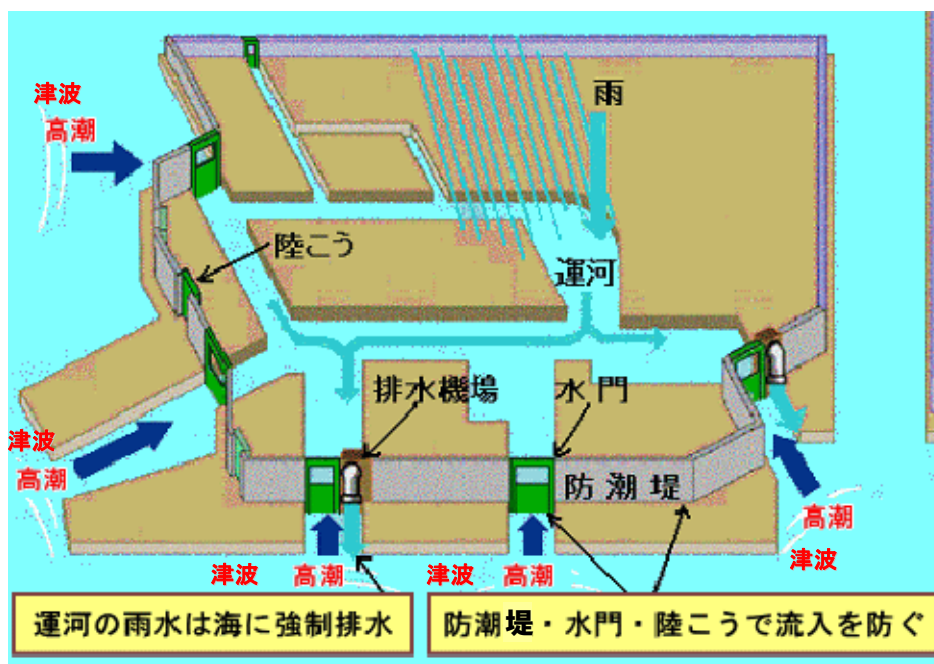 津波
高潮
雨
陸こう
運河
排水機場
水門
津波
高潮
防潮堤
高潮
津波
津波
高潮
津波
高潮
運河の雨水は海に強制排水
防潮堤・水門・陸こうで流入を防ぐ